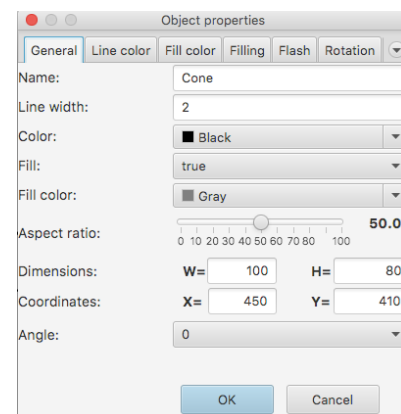 Object properties
General Line color Fill color Filling Flash Rotation
Name: Cone
Line width: 2
Color: Black
Fill: true
Fill color: Gray
Aspect ratio: 50.0
0 10 20 30 40 50 60 70 80 100
Dimensions: W= 100 H= 80
Coordinates: X= 450 Y= 410
Angle: 0
OK Cancel